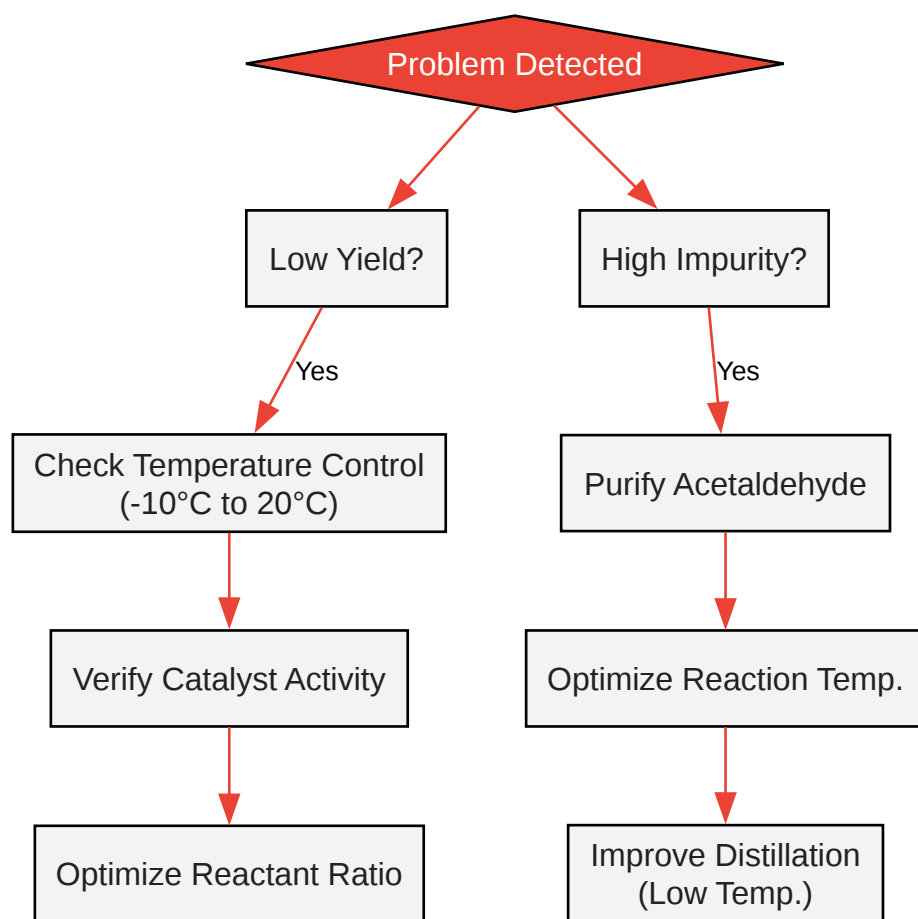 Problem Detected
Low Yield?
High Impurity?
Yes
Yes
Check Temperature Control
(-10°C to 20°C)
Purify Acetaldehyde
Verify Catalyst Activity
Optimize Reaction Temp.
Optimize Reactant Ratio
Improve Distillation
(Low Temp.)